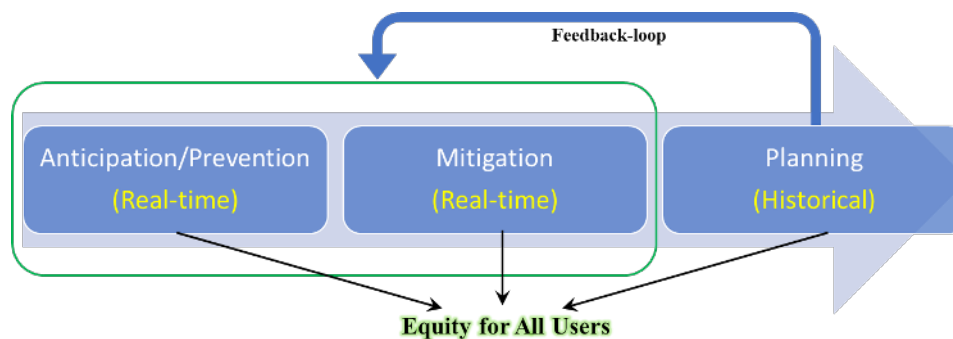 Feedback-loop
Anticipation/Prevention
(Real-time)
Mitigation
(Real-time)
Planning
(Historical)
Equity for All Users